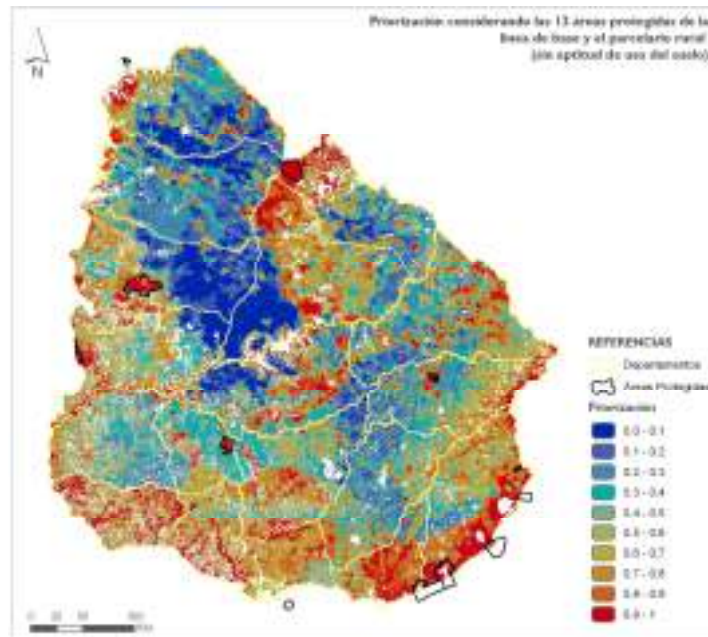 Priorización considerando las 13 areas protegidas de la
linea de base y el parcelario rural
(sin aptitud de uso del suelo)
N
REFERENCIAS
Departamentos
Areas Protegidas
Priorización
0.0 - 0.1
0.1 - 0.2
0.2 - 0.3
0.3 - 0.4
0.4 - 0.5
0.5 - 0.6
0.6 - 0.7
0.7 - 0.8
0.8 - 0.9
0.9 - 1
0